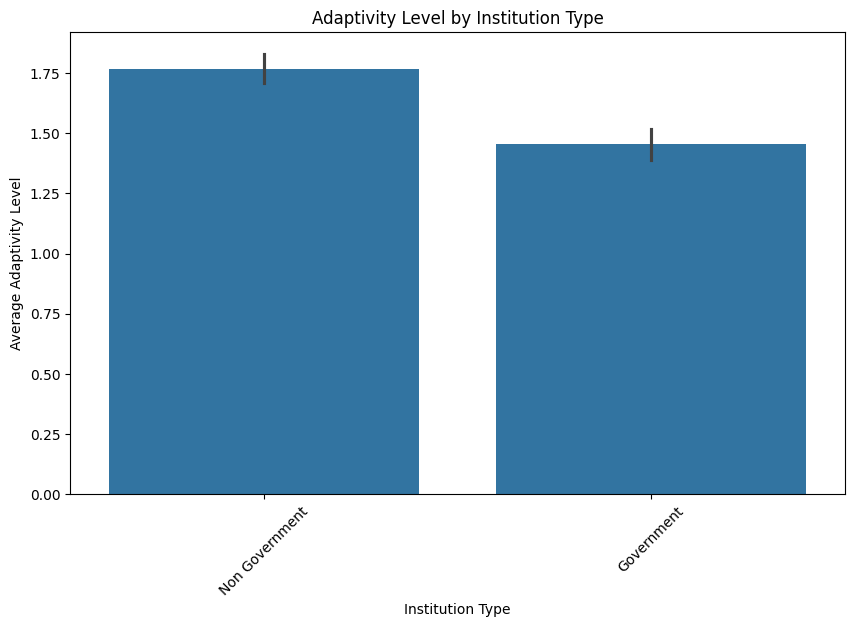 Adaptivity Level by Institution Type
Average Adaptivity Level
1.75
1.50
1.25
1.00
0.75
0.50
0.25
0.00
Non Government
Government
Institution Type